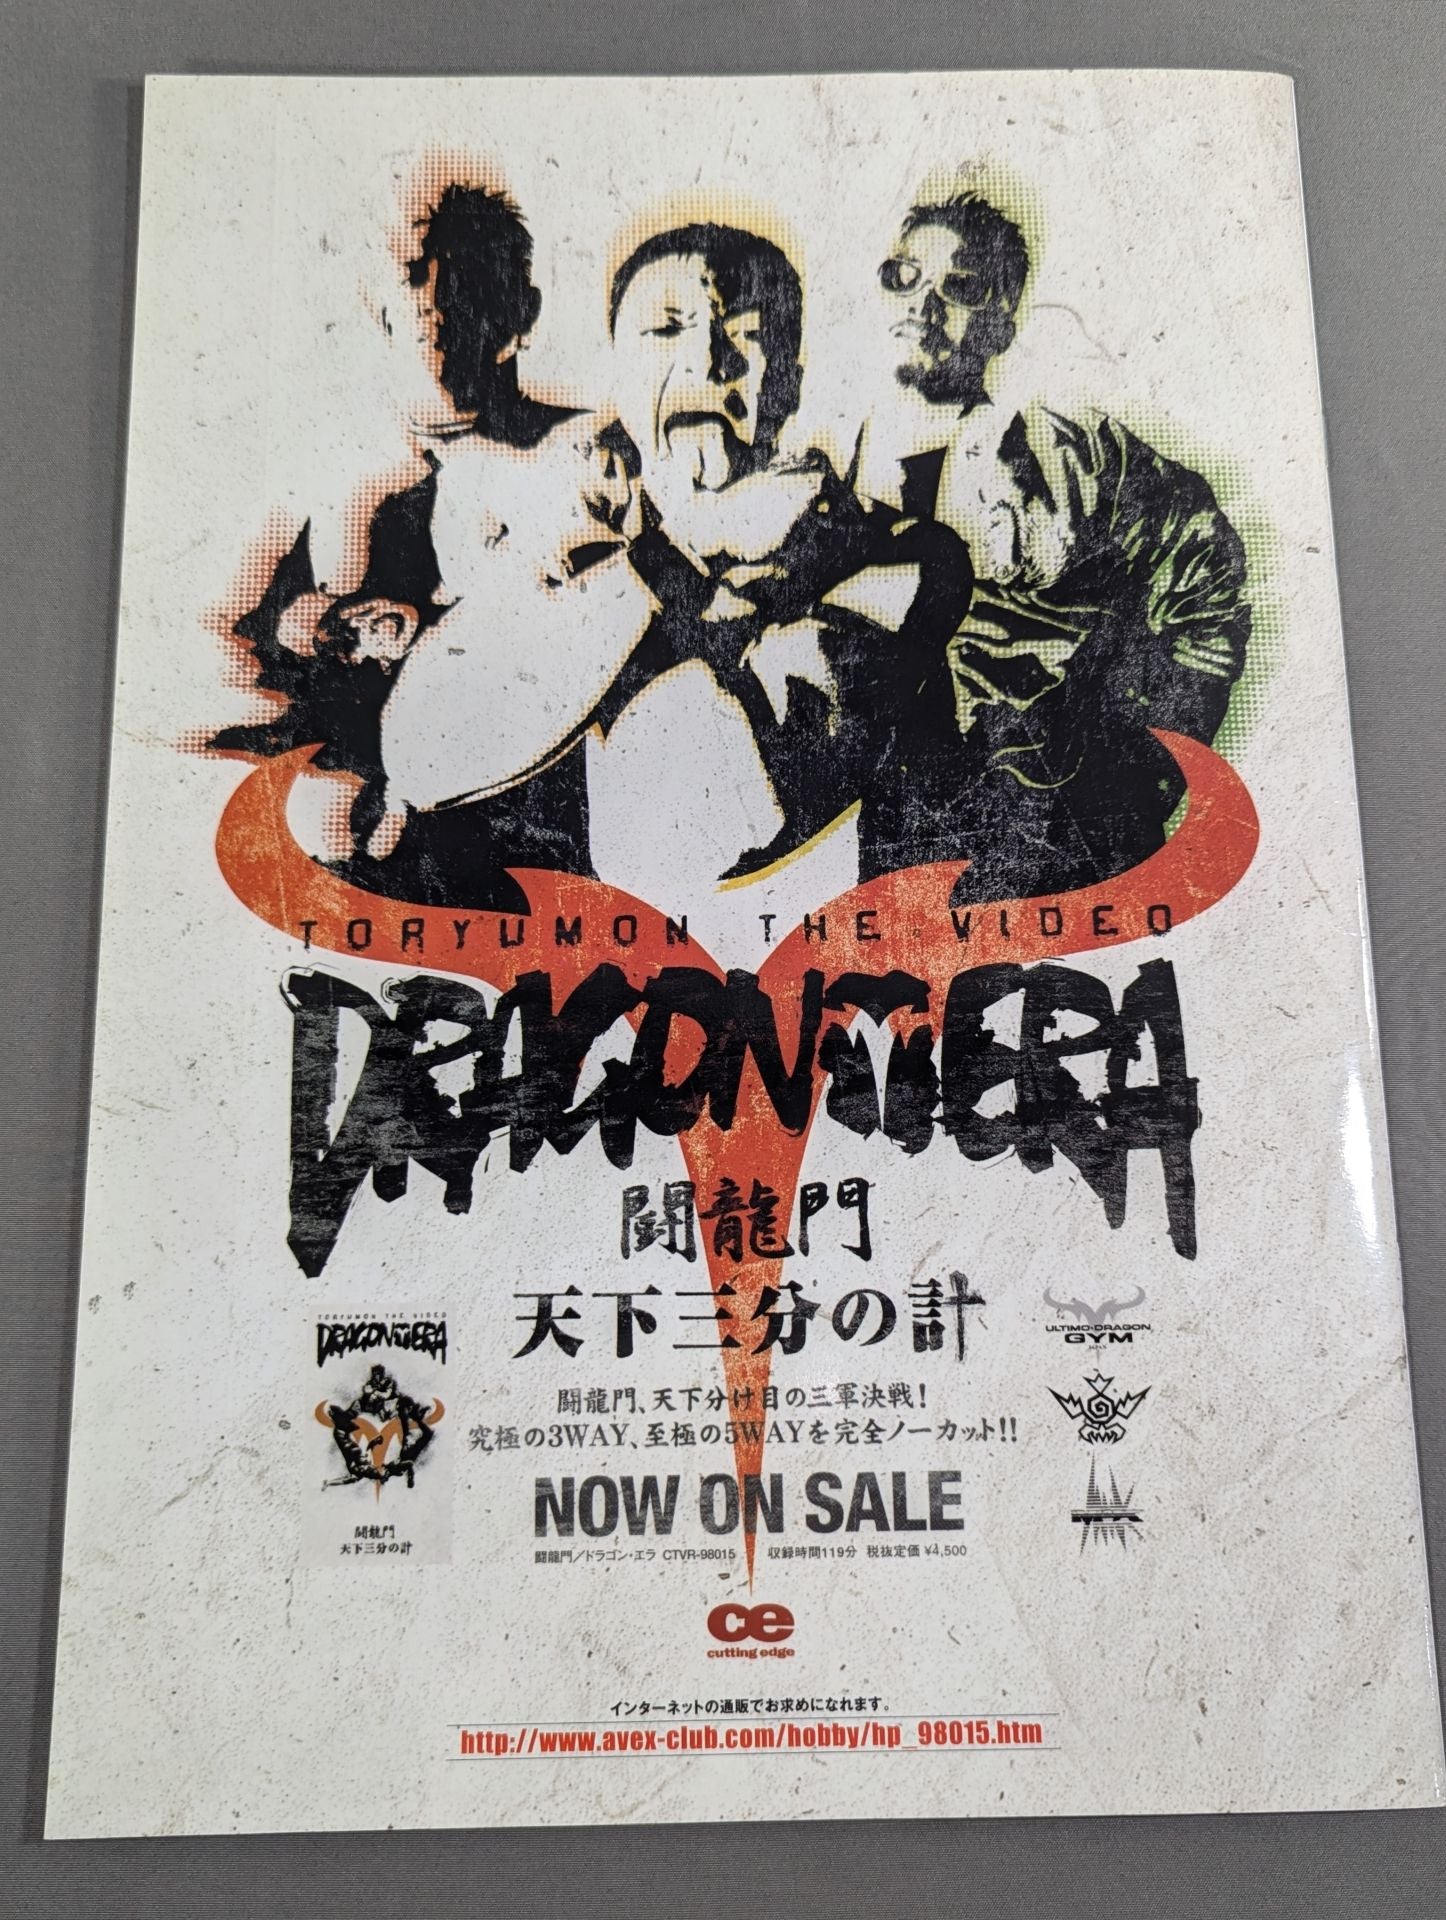 TORYUMON THE VIDEO
DRAGON ERA
闘龍門
天下三分の計
闘龍門、天下分け目の三軍決戦!
究極の3WAY、至極の5WAYを完全ノーカット!!
NOW ON SALE
闘龍門/ドラゴン・エラ CTVR-98015 収録時間119分 税抜定価 ¥4,500
TORYUMON THE VIDEO
DRAGON ERA
闘龍門
天下三分の計
ULTIMO・DRAGON
GYM
JAPAN
ce
cutting edge
インターネットの通販でお求めになれます。
http://www.avex-club.com/hobby/hp_98015.htm